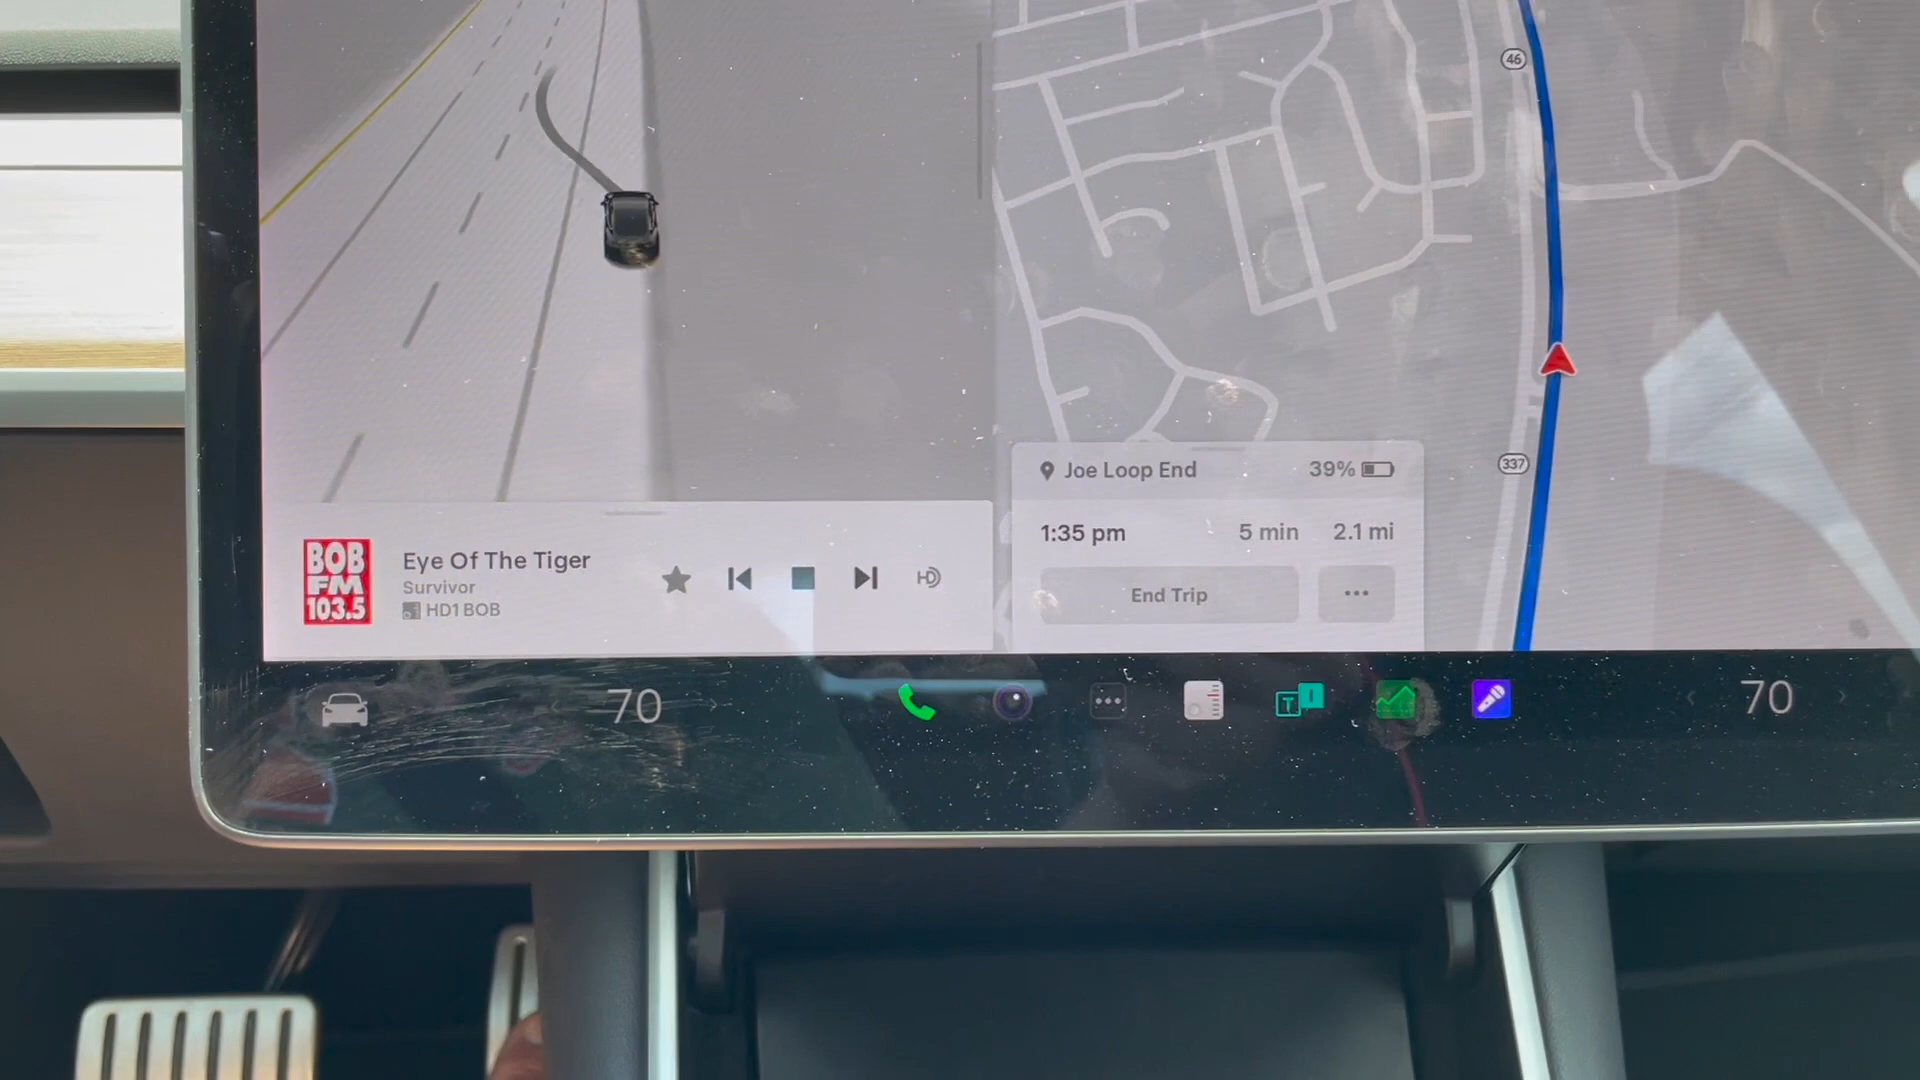 46
337
Joe Loop End
39%
1:35 pm
5 min
2.1 mi
End Trip
BOB
FM
103.5
Eye Of The Tiger
Survivor
HD1 BOB
HD
70
T
I
70